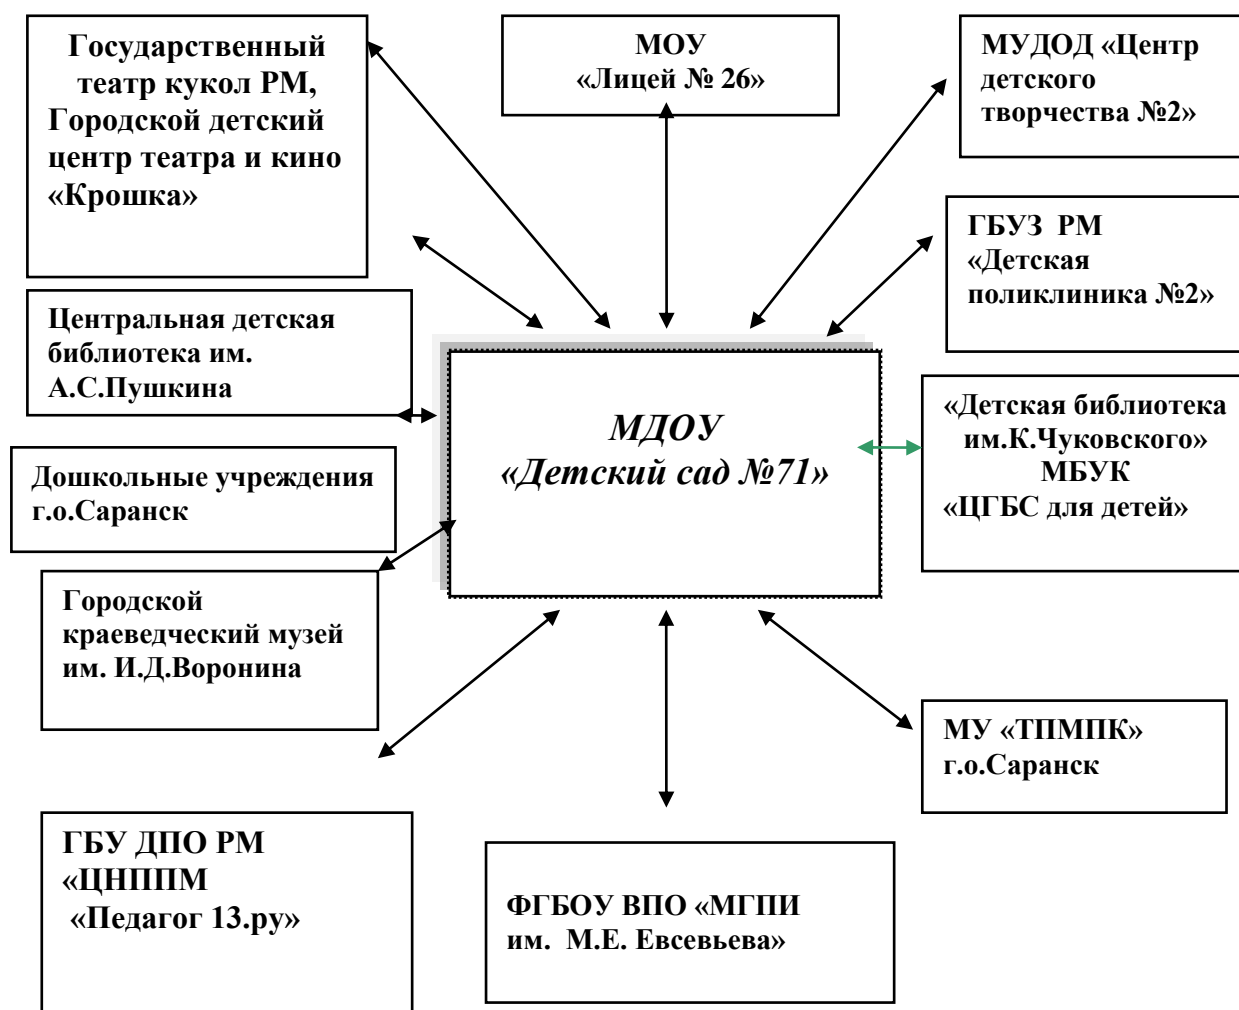 Государственный
театр кукол РМ,
Городской детский
центр театра и кино
«Крошка»
МОУ
«Лицей № 26»
МУДОД «Центр
детского
творчества №2»
ГБУЗ РМ
«Детская
поликлиника №2»
Центральная детская
библиотека им.
А.С.Пушкина
МДОУ
«Детский сад №71»
«Детская библиотека
им.К.Чуковского»
МБУК
«ЦГБС для детей»
Дошкольные учреждения
г.о.Саранск
Городской
краеведческий музей
им. И.Д.Воронина
МУ «ТПМПК»
г.о.Саранск
ГБУ ДПО РМ
«ЦНППМ
«Педагог 13.ру»
ФГБОУ ВПО «МГПИ
им. М.Е. Евсевьева»